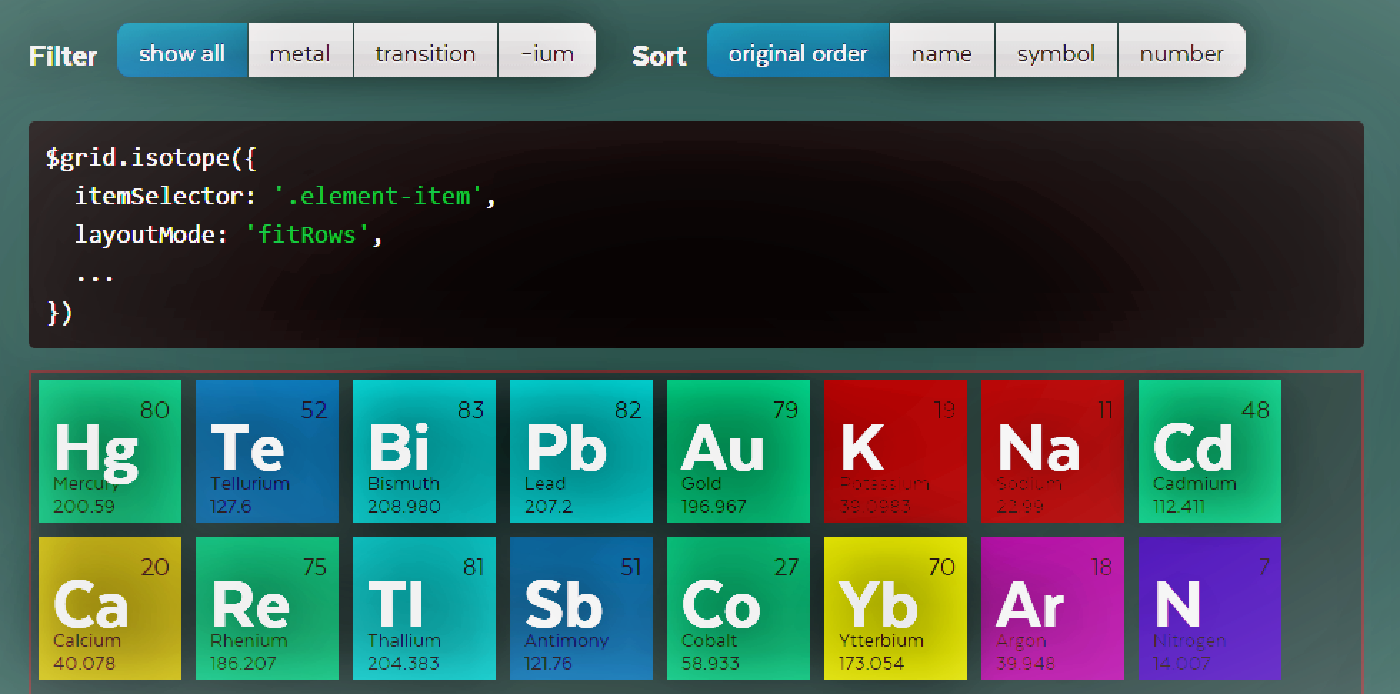 Filter show all metal transition -ium Sort original order name symbol number
$grid.isotope({
  itemSelector: '.element-item',
  layoutMode: 'fitRows',
  ...
})
80 52 83 82 79 19 11 48
Hg Te Bi Pb Au K Na Cd
Mercury Tellurium Bismuth Lead Gold Potassium Sodium Cadmium
200.59 127.6 208.980 207.2 196.967 39.0983 22.99 112.411
20 75 81 51 27 70 18 7
Ca Re Tl Sb Co Yb Ar N
Calcium Rhenium Thallium Antimony Cobalt Ytterbium Argon Nitrogen
40.078 186.207 204.383 121.76 58.933 173.054 39.948 14.007